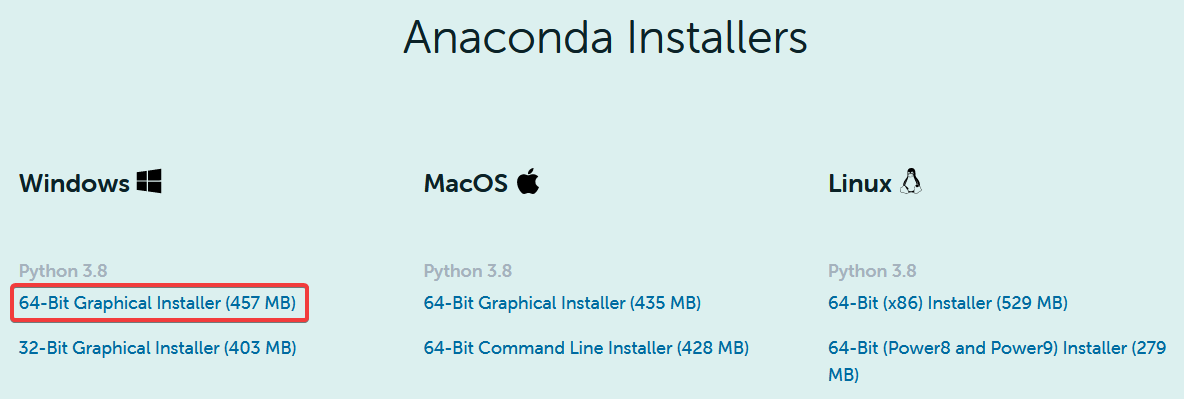 Anaconda Installers
Windows
Python 3.8
64-Bit Graphical Installer (457 MB)
32-Bit Graphical Installer (403 MB)
MacOS
Python 3.8
64-Bit Graphical Installer (435 MB)
64-Bit Command Line Installer (428 MB)
Linux
Python 3.8
64-Bit (x86) Installer (529 MB)
64-Bit (Power8 and Power9) Installer (279
MB)